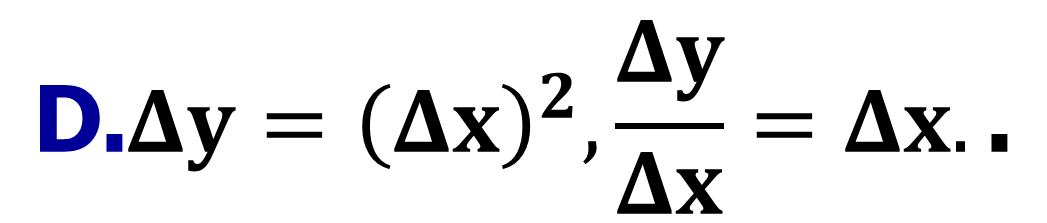 D.Δy = (Δx)², Δy/Δx = Δx. .